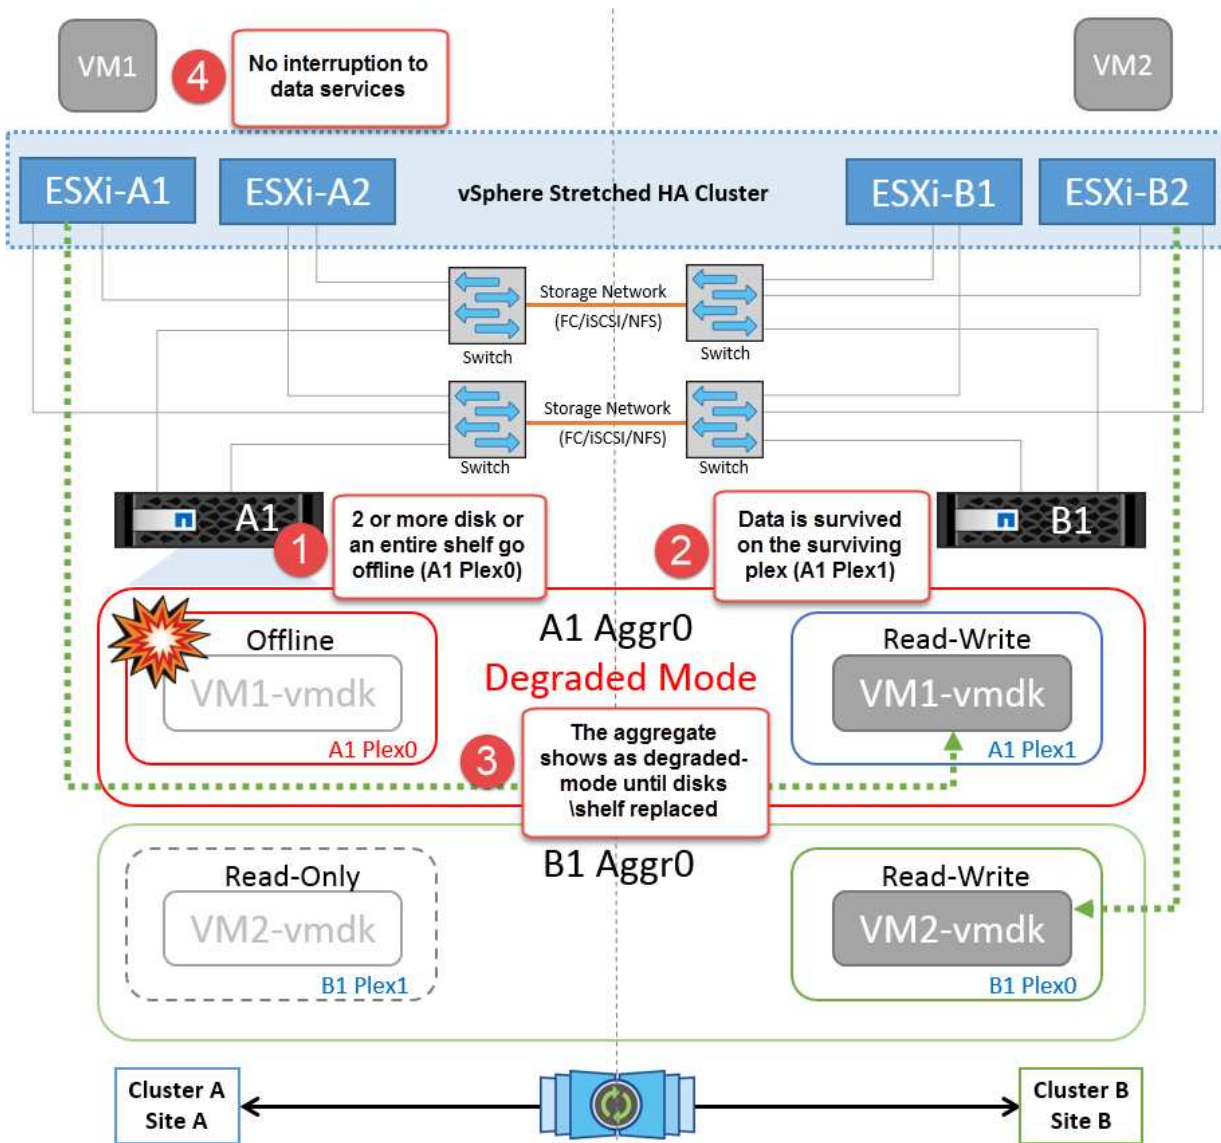 VM1
4
No interruption to
data services
VM2
ESXi-A1
ESXi-A2
vSphere Stretched HA Cluster
ESXi-B1
ESXi-B2
Storage Network
(FC/iSCSI/NFS)
Switch
Switch
Storage Network
(FC/iSCSI/NFS)
Switch
Switch
A1
1
2 or more disk or
an entire shelf go
offline (A1 Plex0)
2
Data is survived
on the surviving
plex (A1 Plex1)
B1
A1 Aggr0
Degraded Mode
Offline
VM1-vmdk
A1 Plex0
Read-Write
VM1-vmdk
A1 Plex1
3
The aggregate
shows as degraded-
mode until disks
\shelf replaced
B1 Aggr0
Read-Only
VM2-vmdk
B1 Plex1
Read-Write
VM2-vmdk
B1 Plex0
Cluster A
Site A
Cluster B
Site B